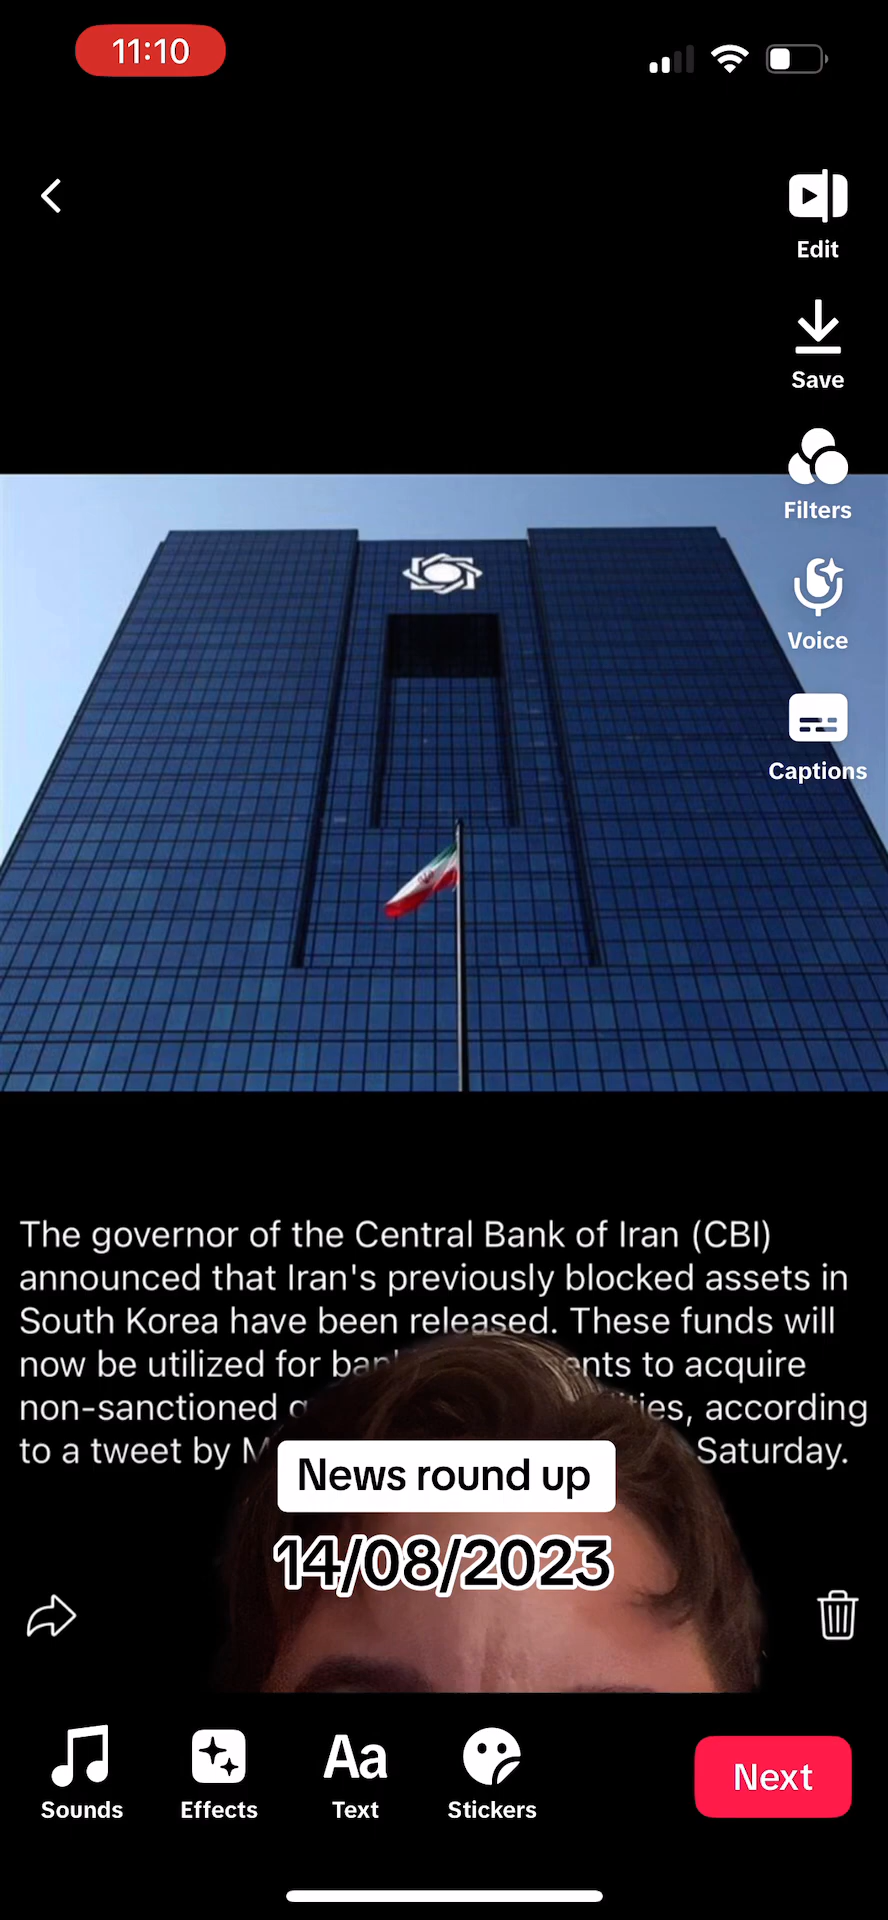 11:10
Edit
Save
Filters
Voice
Captions
The governor of the Central Bank of Iran (CBI)
announced that Iran's previously blocked assets in
South Korea have been released. These funds will
now be utilized for to acquire
non-sanctioned according
to a tweet by Saturday.
News round up
14/08/2023
Sounds
Effects
Aa
Text
Stickers
Next